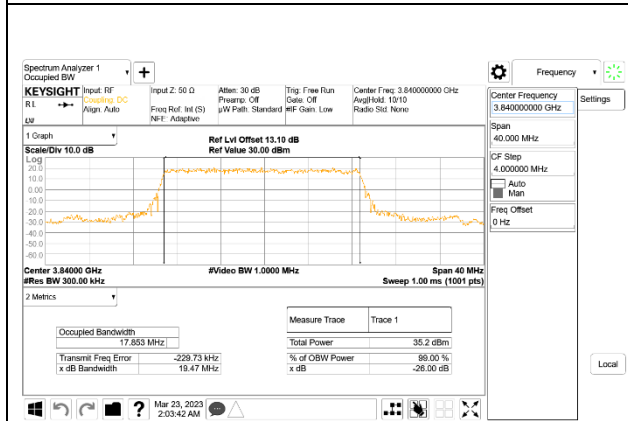 Spectrum Analyzer 1
Occupied BW
Frequency
KEYSIGHT Input: RF Input Z: 50 Ω Atten: 30 dB Trig: Free Run Center Freq: 3.840000000 GHz
RL Coupling: DC Preamp: Off Gate: Off Avg|Hold: 10/10
Align: Auto Freq Ref: Int (S) µW Path: Standard #IF Gain: Low Radio Std: None
NFE: Adaptive
Center Frequency
3.840000000 GHz
Settings
Span
40.000 MHz
CF Step
4.000000 MHz
Auto
Man
Freq Offset
0 Hz
Local
1 Graph
Scale/Div 10.0 dB
Ref Lvl Offset 13.10 dB
Ref Value 30.00 dBm
Log
20.0
10.0
0.00
-10.0
-20.0
-30.0
-40.0
-50.0
-60.0
Center 3.84000 GHz #Video BW 1.0000 MHz Span 40 MHz
#Res BW 300.00 kHz Sweep 1.00 ms (1001 pts)
2 Metrics
Measure Trace Trace 1
Occupied Bandwidth
17.853 MHz Total Power 35.2 dBm
Transmit Freq Error -229.73 kHz % of OBW Power 99.00 %
x dB Bandwidth 19.47 MHz x dB -26.00 dB
Mar 23, 2023
2:03:42 AM